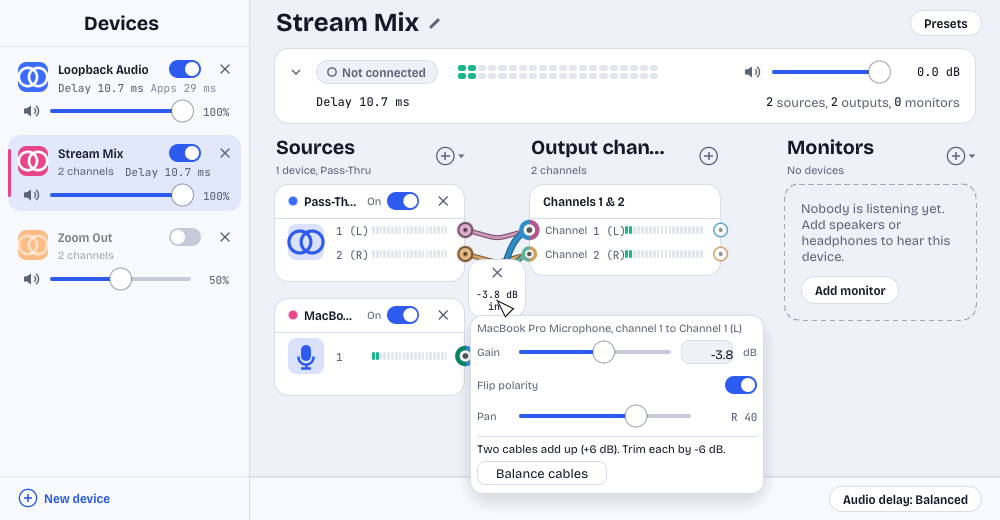 Devices
Loopback Audio
Delay 10.7 ms Apps 29 ms
100%
Stream Mix
2 channels Delay 10.7 ms
100%
Zoom Out
2 channels
50%
New device
Stream Mix
Presets
Not connected
0.0 dB
Delay 10.7 ms
2 sources, 2 outputs, 0 monitors
Sources
1 device, Pass-Thru
Pass-Th... On
1 (L)
2 (R)
MacBo... On
1
Output chan...
2 channels
Channels 1 & 2
Channel 1 (L)
Channel 2 (R)
-3.8 dB
in
MacBook Pro Microphone, channel 1 to Channel 1 (L)
Gain -3.8 dB
Flip polarity
Pan R 40
Two cables add up (+6 dB). Trim each by -6 dB.
Balance cables
Monitors
No devices
Nobody is listening yet.
Add speakers or
headphones to hear this
device.
Add monitor
Audio delay: Balanced